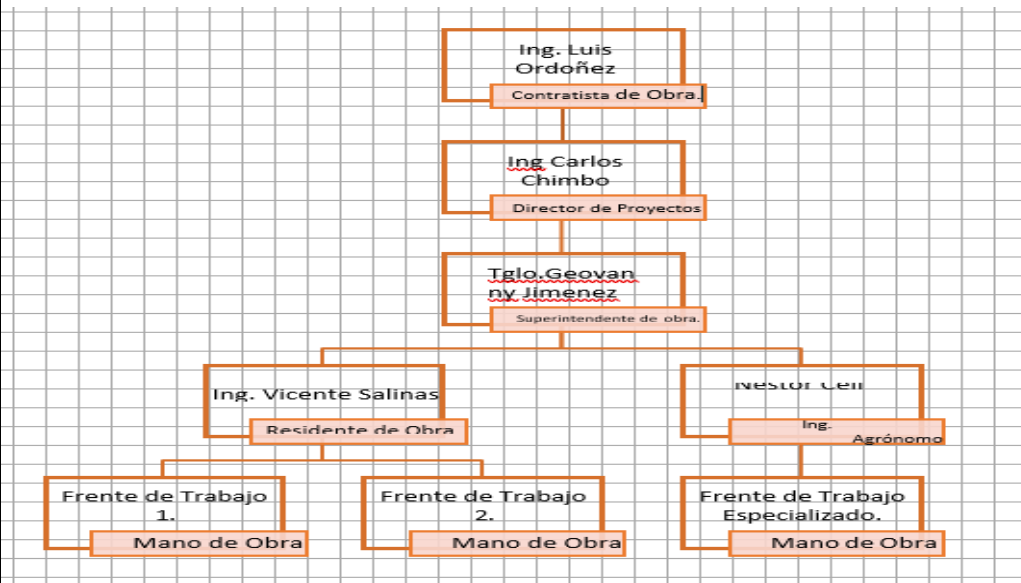 Ing. Luis
Ordoñez
Contratista de Obra.
Ing Carlos
Chimbo
Director de Proyectos
Tglo.Geovan
ny Jimenez
Superintendente de obra.
Ing. Vicente Salinas
Residente de Obra
Ing.
Agrónomo
Frente de Trabajo
1.
Mano de Obra
Frente de Trabajo
2.
Mano de Obra
Frente de Trabajo
Especializado.
Mano de Obra